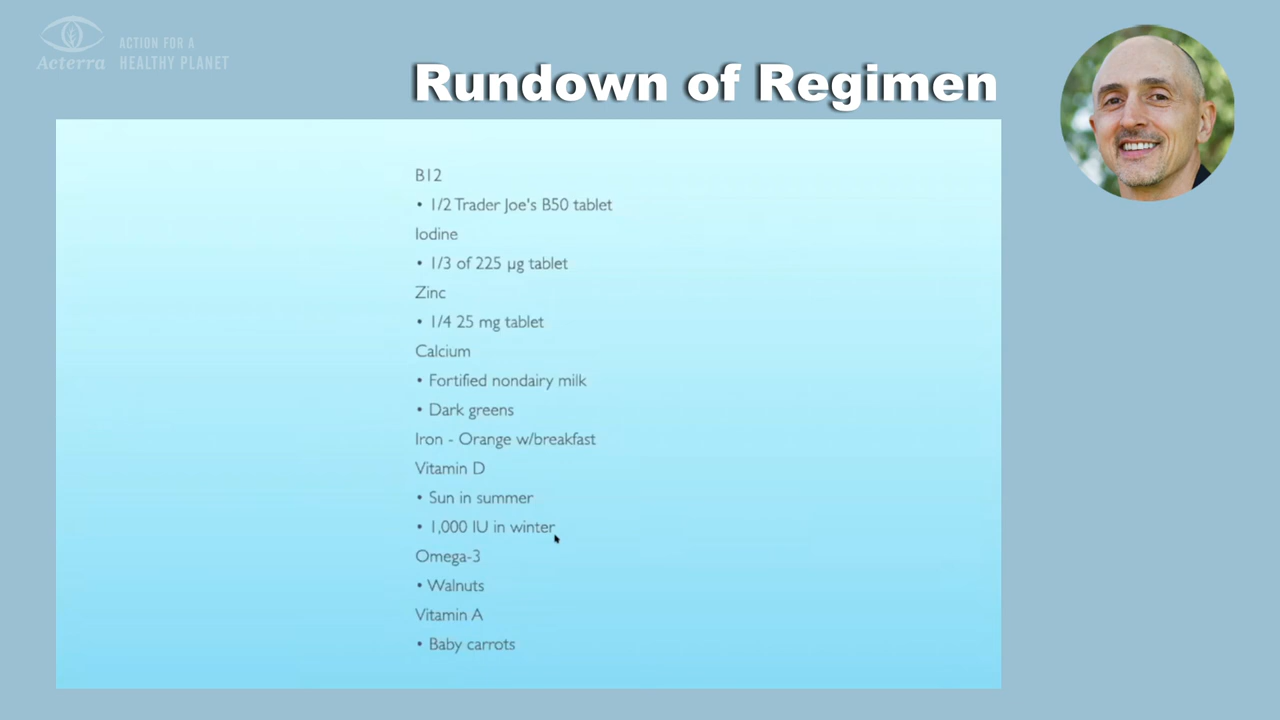 Acterra
ACTION FOR A
HEALTHY PLANET
Rundown of Regimen
B12
• 1/2 Trader Joe's B50 tablet
Iodine
• 1/3 of 225 µg tablet
Zinc
• 1/4 25 mg tablet
Calcium
• Fortified nondairy milk
• Dark greens
Iron - Orange w/breakfast
Vitamin D
• Sun in summer
• 1,000 IU in winter
Omega-3
• Walnuts
Vitamin A
• Baby carrots